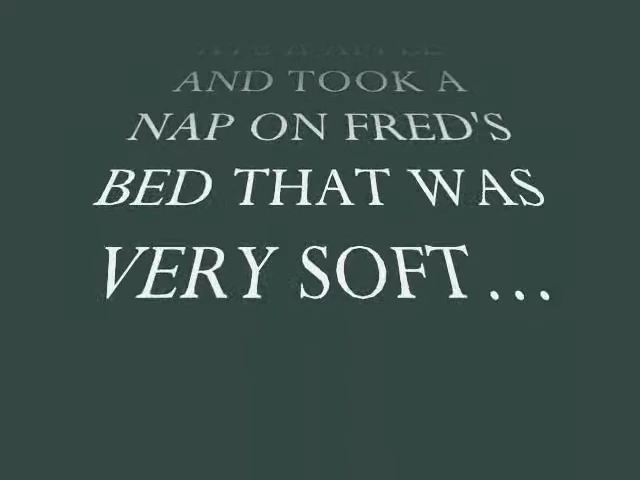 AND TOOK A
NAP ON FRED'S
BED THAT WAS
VERY SOFT...